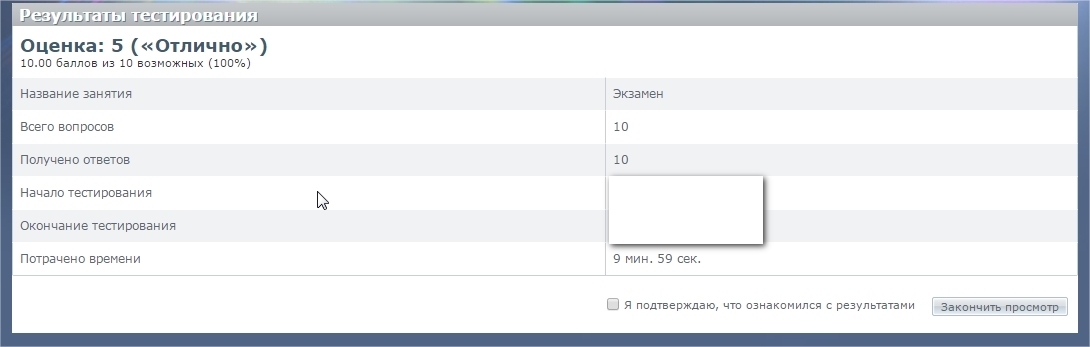 Результаты тестирования
Оценка: 5 («Отлично»)
10.00 баллов из 10 возможных (100%)
Название занятия Экзамен
Всего вопросов 10
Получено ответов 10
Начало тестирования
Окончание тестирования
Потрачено времени 9 мин. 59 сек.
Я подтверждаю, что ознакомился с результатами Закончить просмотр